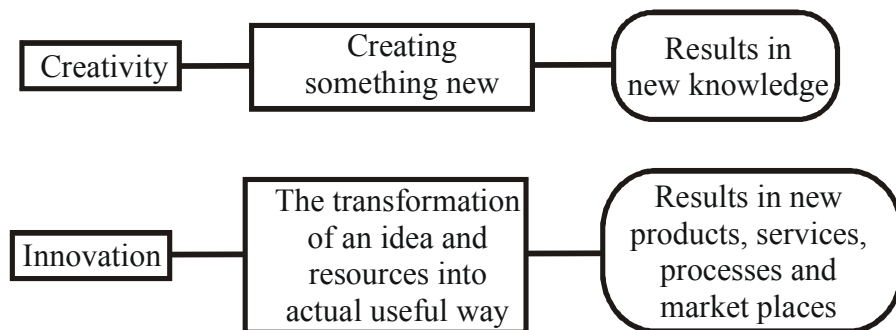 Creativity
Creating
something new
Results in
new knowledge
Innovation
The transformation
of an idea and
resources into
actual useful way
Results in new
products, services,
processes and
market places